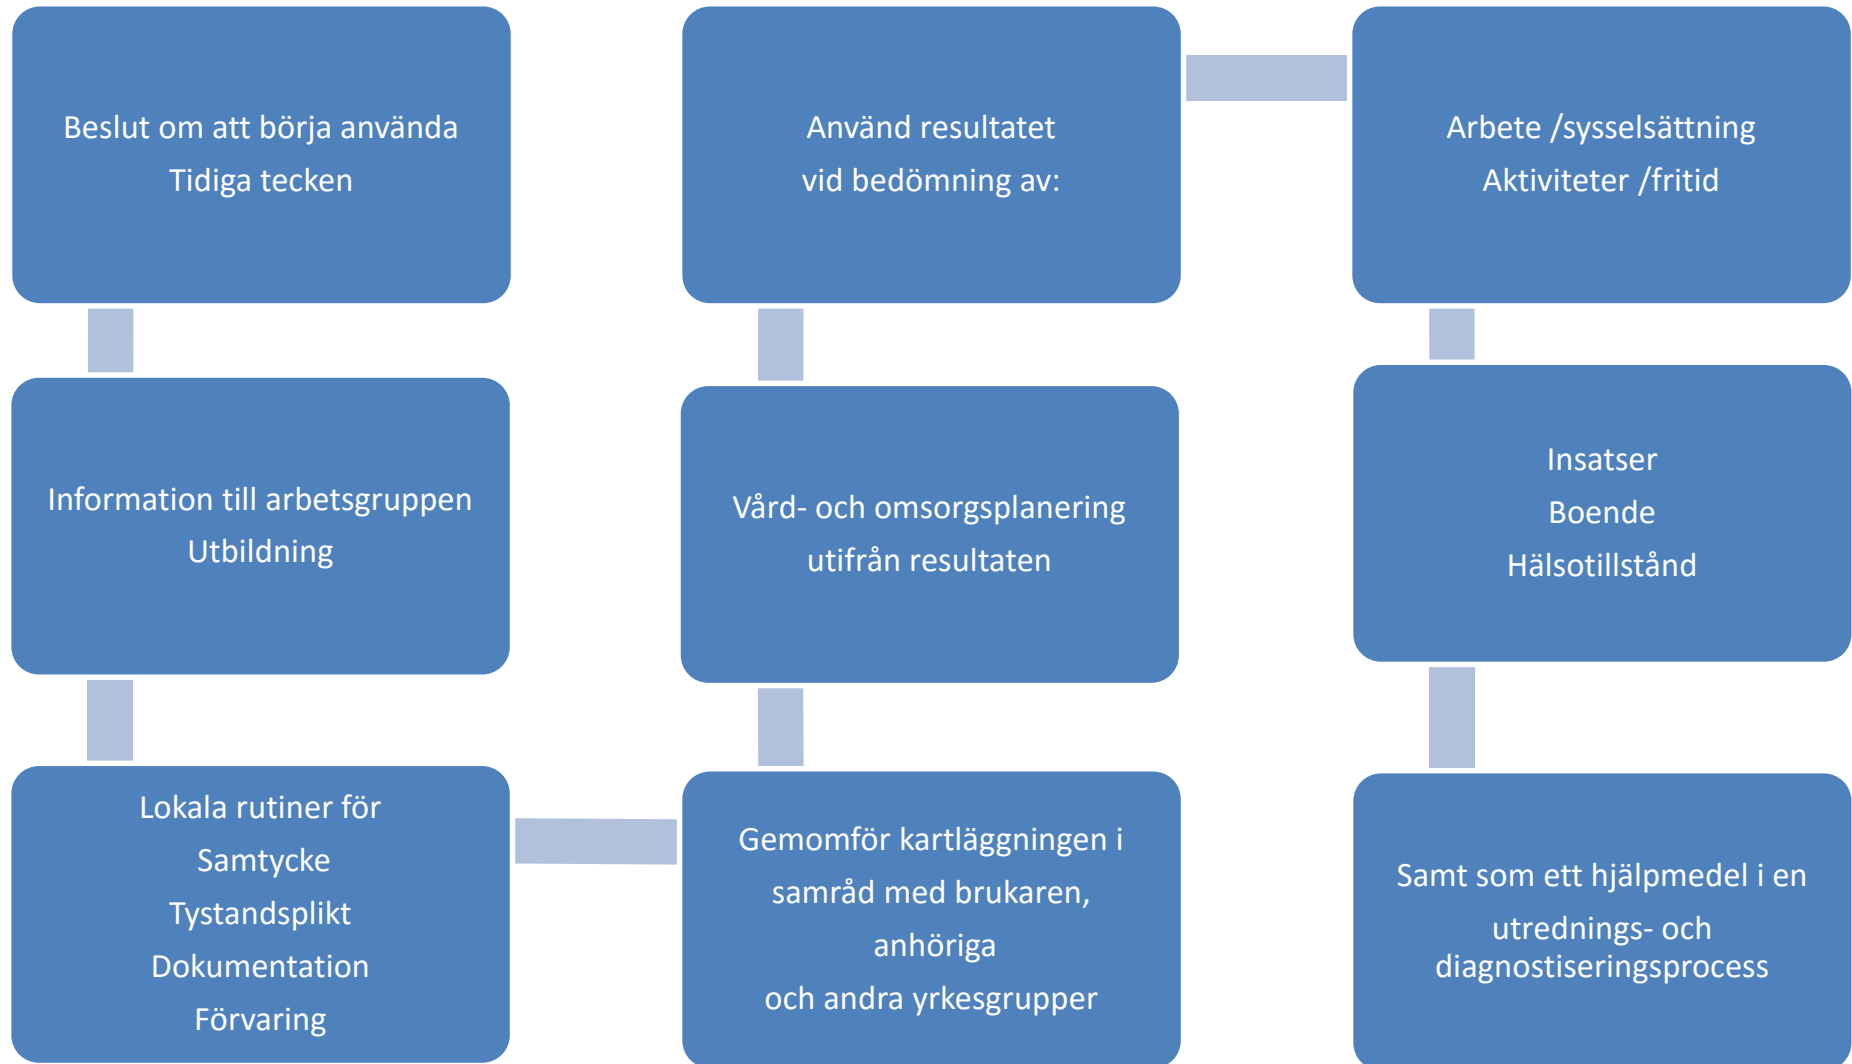 Beslut om att börja använda
Tidiga tecken
Information till arbetsgruppen
Utbildning
Lokala rutiner för
Samtycke
Tystandsplikt
Dokumentation
Förvaring
Gemomför kartläggningen i
samråd med brukaren,
anhöriga
och andra yrkesgrupper
Vård- och omsorgsplanering
utifrån resultaten
Använd resultatet
vid bedömning av:
Arbete /sysselsättning
Aktiviteter /fritid
Insatser
Boende
Hälsotillstånd
Samt som ett hjälpmedel i en
utrednings- och
diagnostiseringsprocess